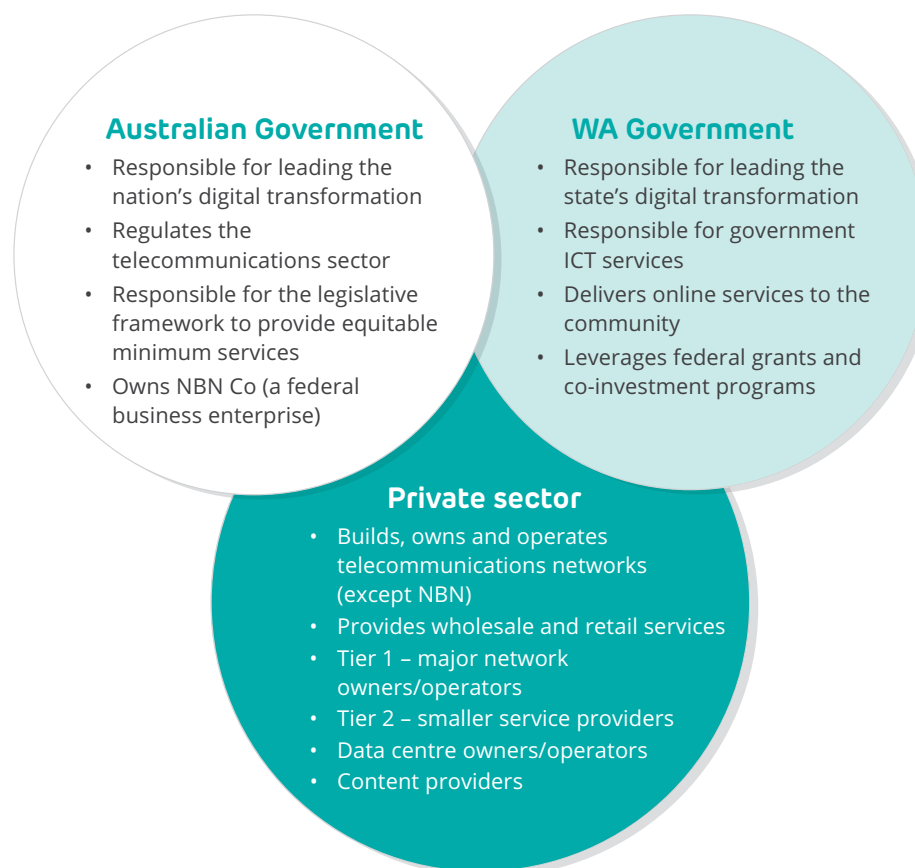 Australian Government
• Responsible for leading the
nation’s digital transformation
• Regulates the
telecommunications sector
• Responsible for the legislative
framework to provide equitable
minimum services
• Owns NBN Co (a federal
business enterprise)
WA Government
• Responsible for leading the
state’s digital transformation
• Responsible for government
ICT services
• Delivers online services to the
community
• Leverages federal grants and
co-investment programs
Private sector
• Builds, owns and operates
telecommunications networks
(except NBN)
• Provides wholesale and retail services
• Tier 1 – major network
owners/operators
• Tier 2 – smaller service providers
• Data centre owners/operators
• Content providers